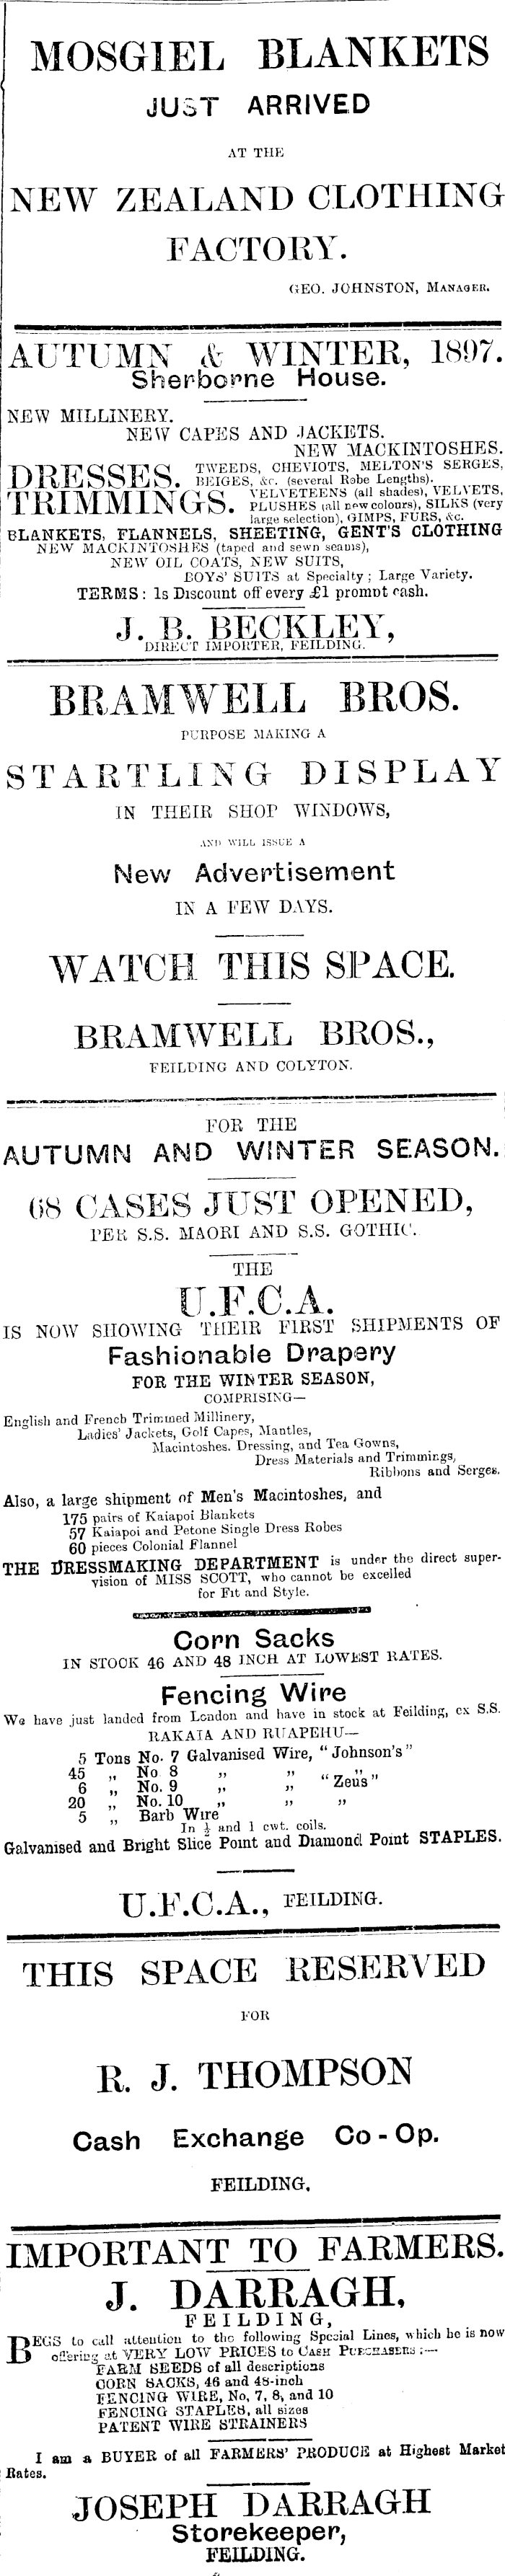 MOSGIEL BLANKETS
JUST ARRIVED
AT THE
NEW ZEALAND CLOTHING
FACTORY.
GEO. JOHNSTON, MANAGER.
AUTUMN & WINTER, 1897.
Sherborne House.
NEW MILLINERY.
NEW CAPES AND JACKETS.
NEW MACKINTOSHES.
DRESSES. TWEEDS, CHEVIOTS, MELTON'S SERGES,
BEIGES, &c. (several Robe Lengths).
TRIMMINGS. VELVETEENS (all shades), VELVETS,
PLUSHES (all new colours), SILKS (very
large selection), GIMPS, FURS, &c.
BLANKETS, FLANNELS, SHEETING, GENT'S CLOTHING
NEW MACKINTOSHES (taped and sewn seams),
NEW OIL COATS, NEW SUITS,
BOYS' SUITS at Specialty; Large Variety.
TERMS: 1s Discount off every £1 prompt cash.
J. B. BECKLEY,
DIRECT IMPORTER, FEILDING.
BRAMWELL BROS.
PURPOSE MAKING A
STARTLING DISPLAY
IN THEIR SHOP WINDOWS,
AND WILL ISSUE A
New Advertisement
IN A FEW DAYS.
WATCH THIS SPACE.
BRAMWELL BROS.,
FEILDING AND COLYTON.
FOR THE
AUTUMN AND WINTER SEASON.
68 CASES JUST OPENED,
PER S.S. MAORI AND S.S. GOTHIC.
THE
U.F.C.A.
IS NOW SHOWING THEIR FIRST SHIPMENTS OF
Fashionable Drapery
FOR THE WINTER SEASON,
COMPRISING—
English and French Trimmed Millinery,
Ladies' Jackets, Golf Capes, Mantles,
Macintoshes. Dressing, and Tea Gowns,
Dress Materials and Trimmings,
Ribbons and Serges.
Also, a large shipment of Men's Macintoshes, and
175 pairs of Kaiapoi Blankets
57 Kaiapoi and Petone Single Dress Robes
60 pieces Colonial Flannel
THE DRESSMAKING DEPARTMENT is under the direct super-
vision of MISS SCOTT, who cannot be excelled
for Fit and Style.
Corn Sacks
IN STOCK 46 AND 48 INCH AT LOWEST RATES.
Fencing Wire
We have just landed from London and have in stock at Feilding, ex S.S.
RAKAIA AND RUAPEHU—
5 Tons No. 7 Galvanised Wire, "Johnson's"
45 „ No 8 „ „ „
6 „ No. 9 „ „ "Zeus"
20 „ No. 10 „ „ „
5 „ Barb Wire
In ½ and 1 cwt. coils.
Galvanised and Bright Slice Point and Diamond Point STAPLES.
U.F.C.A., FEILDING.
THIS SPACE RESERVED
FOR
R. J. THOMPSON
Cash Exchange Co-Op.
FEILDING.
IMPORTANT TO FARMERS.
J. DARRAGH,
FEILDING,
BEGS to call attention to the following Special Lines, which he is now
offering at VERY LOW PRICES to CASH PURCHASERS:—
FARM SEEDS of all descriptions
CORN SACKS, 46 and 48-inch
FENCING WIRE, No, 7, 8, and 10
FENCING STAPLES, all sizes
PATENT WIRE STRAINERS
I am a BUYER of all FARMERS' PRODUCE at Highest Market
Rates.
JOSEPH DARRAGH
Storekeeper,
FEILDING.